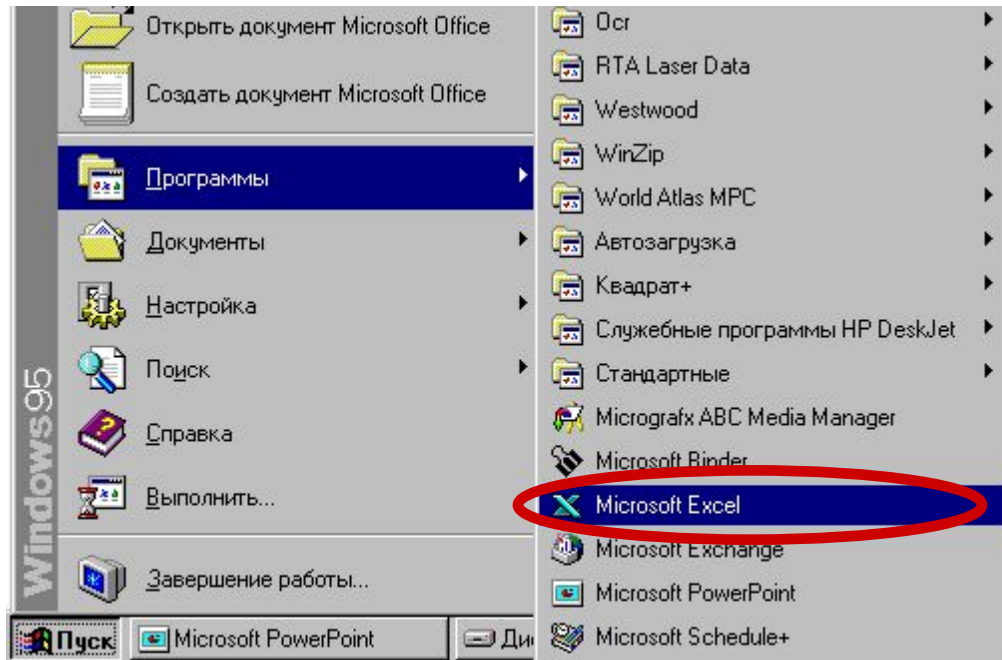 Открыть документ Microsoft Office
Создать документ Microsoft Office
Программы
Документы
Настройка
Поиск
Справка
Выполнить...
Завершение работы...
Windows95
Ocr
RTA Laser Data
Westwood
WinZip
World Atlas MPC
Автозагрузка
Квадрат+
Служебные программы HP DeskJet
Стандартные
Micrografx ABC Media Manager
Microsoft Binder
Microsoft Excel
Microsoft Exchange
Microsoft PowerPoint
Microsoft Schedule+
Пуск
Microsoft PowerPoint